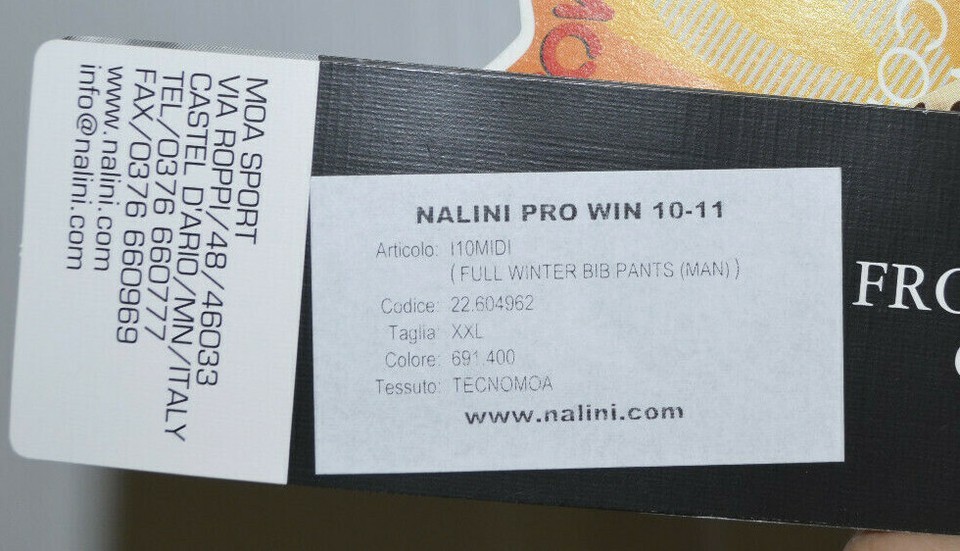 MOA SPORT
VIA ROPPI/48/46033
CASTEL D'ARIO/MN/ITALY
TEL/0376 660777
FAX/0376 660969
www.nalini.com
info@nalini.com
NALINI PRO WIN 10-11
Articolo: I10MIDI
( FULL WINTER BIB PANTS (MAN) )
Codice: 22.604962
Taglia: XXL
Colore: 691.400
Tessuto: TECNOMOA
www.nalini.com